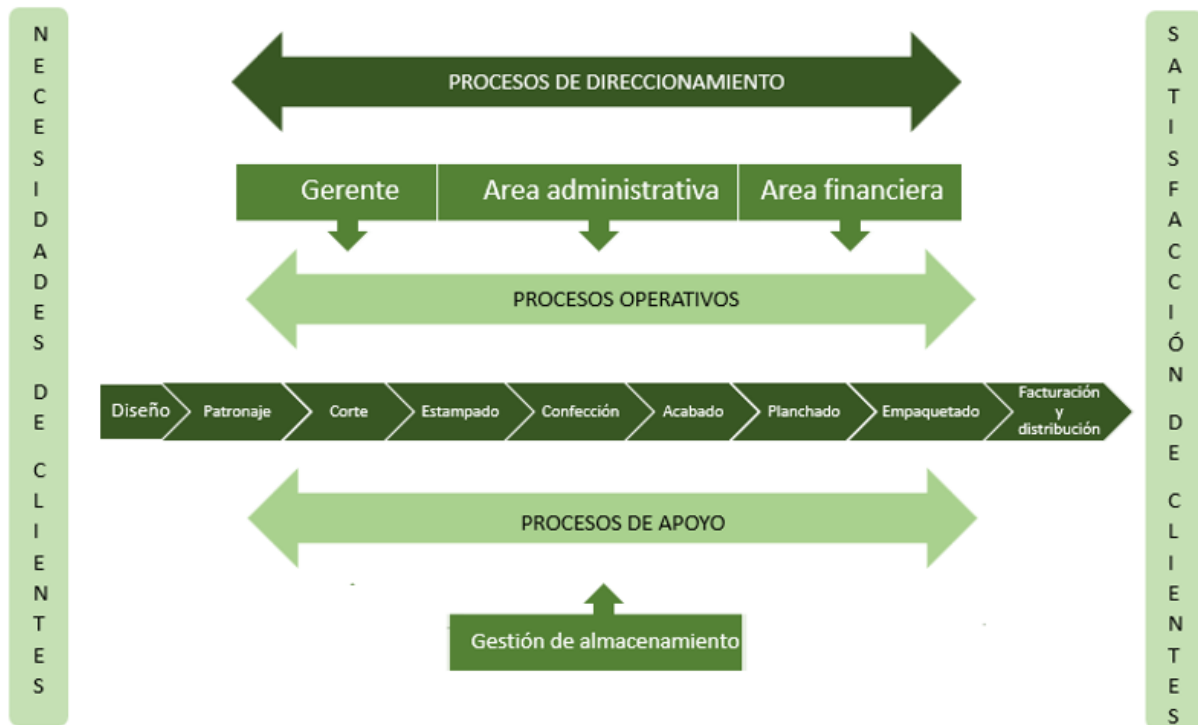 NECESIDADES DE CLIENTES
PROCESOS DE DIRECCIONAMIENTO
Gerente
Area administrativa
Area financiera
PROCESOS OPERATIVOS
Diseño
Patronaje
Corte
Estampado
Confección
Acabado
Planchado
Empaquetado
Facturación
y
distribución
PROCESOS DE APOYO
Gestión de almacenamiento
SATISFACCIÓN DE CLIENTES